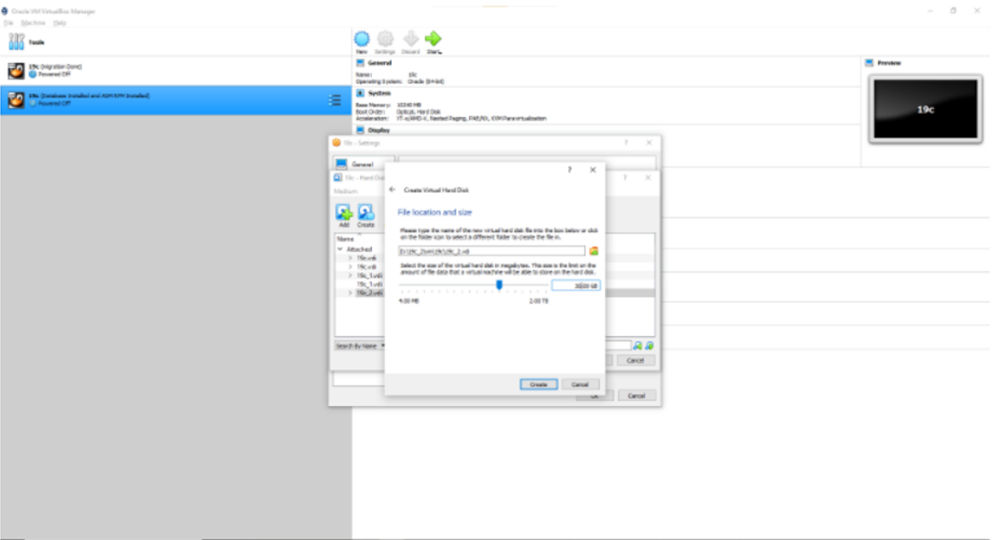 Oracle VM VirtualBox Manager
File Machine Help
Tools
New Settings Discard Start
19c (Migration Done)
Powered Off
19c (Database Installed and ASM RPM Installed)
Powered Off
General
Name: 19c
Operating System: Oracle (64-bit)
System
Base Memory: 10240 MB
Boot Order: Optical, Hard Disk
Acceleration: VT-x/AMD-V, Nested Paging, PAE/NX, KVM Paravirtualization
Display
Preview
19c
19c - Settings
General
19c - Hard Disk
Medium
Add Create
Name
Attached
19c.vdi
19c.vdi
19c_1.vdi
19c_1.vdi
19c_2.vdi
Search By Name
Cancel
OK Cancel
Create Virtual Hard Disk
File location and size
Please type the name of the new virtual hard disk file into the box below or click
on the folder icon to select a different folder to create the file in.
Select the size of the virtual hard disk in megabytes. This size is the limit on the
amount of file data that a virtual machine will be able to store on the hard disk.
4.00 MB 2.00 TB
Create Cancel